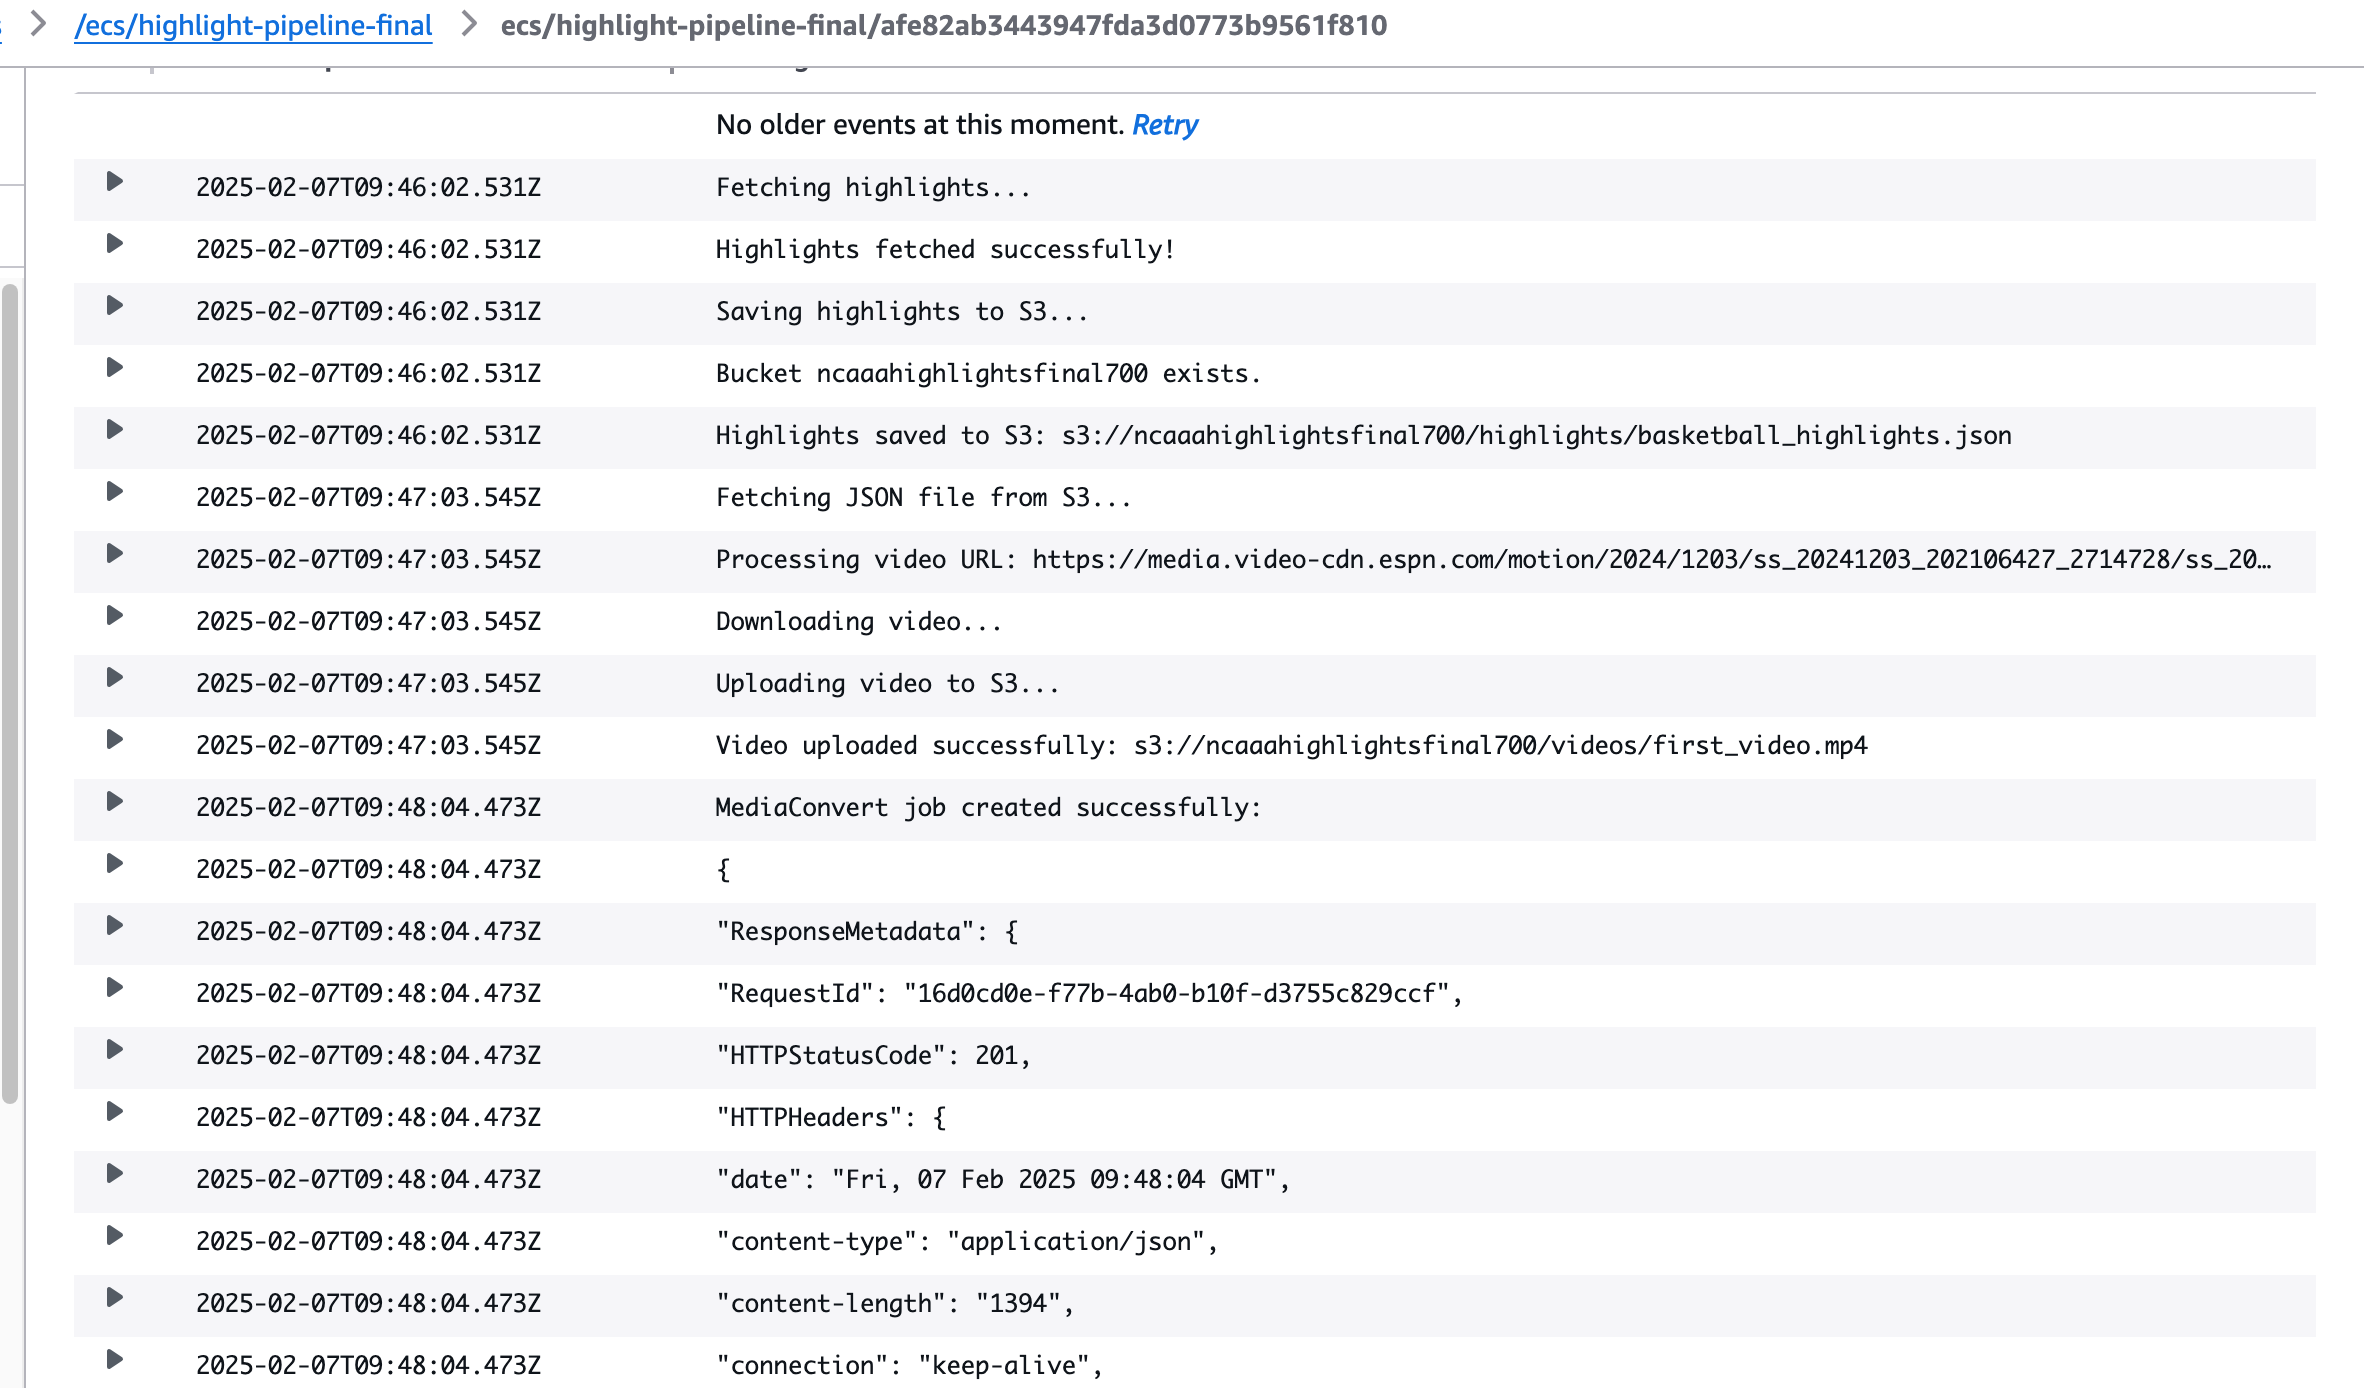 /ecs/highlight-pipeline-final > ecs/highlight-pipeline-final/afe82ab3443947fda3d0773b9561f810
No older events at this moment. Retry
2025-02-07T09:46:02.531Z Fetching highlights...
2025-02-07T09:46:02.531Z Highlights fetched successfully!
2025-02-07T09:46:02.531Z Saving highlights to S3...
2025-02-07T09:46:02.531Z Bucket ncaaahighlightsfinal700 exists.
2025-02-07T09:46:02.531Z Highlights saved to S3: s3://ncaaahighlightsfinal700/highlights/basketball_highlights.json
2025-02-07T09:47:03.545Z Fetching JSON file from S3...
2025-02-07T09:47:03.545Z Processing video URL: https://media.video-cdn.espn.com/motion/2024/1203/ss_20241203_202106427_2714728/ss_20…
2025-02-07T09:47:03.545Z Downloading video...
2025-02-07T09:47:03.545Z Uploading video to S3...
2025-02-07T09:47:03.545Z Video uploaded successfully: s3://ncaaahighlightsfinal700/videos/first_video.mp4
2025-02-07T09:48:04.473Z MediaConvert job created successfully:
2025-02-07T09:48:04.473Z {
2025-02-07T09:48:04.473Z "ResponseMetadata": {
2025-02-07T09:48:04.473Z "RequestId": "16d0cd0e-f77b-4ab0-b10f-d3755c829ccf",
2025-02-07T09:48:04.473Z "HTTPStatusCode": 201,
2025-02-07T09:48:04.473Z "HTTPHeaders": {
2025-02-07T09:48:04.473Z "date": "Fri, 07 Feb 2025 09:48:04 GMT",
2025-02-07T09:48:04.473Z "content-type": "application/json",
2025-02-07T09:48:04.473Z "content-length": "1394",
2025-02-07T09:48:04.473Z "connection": "keep-alive",